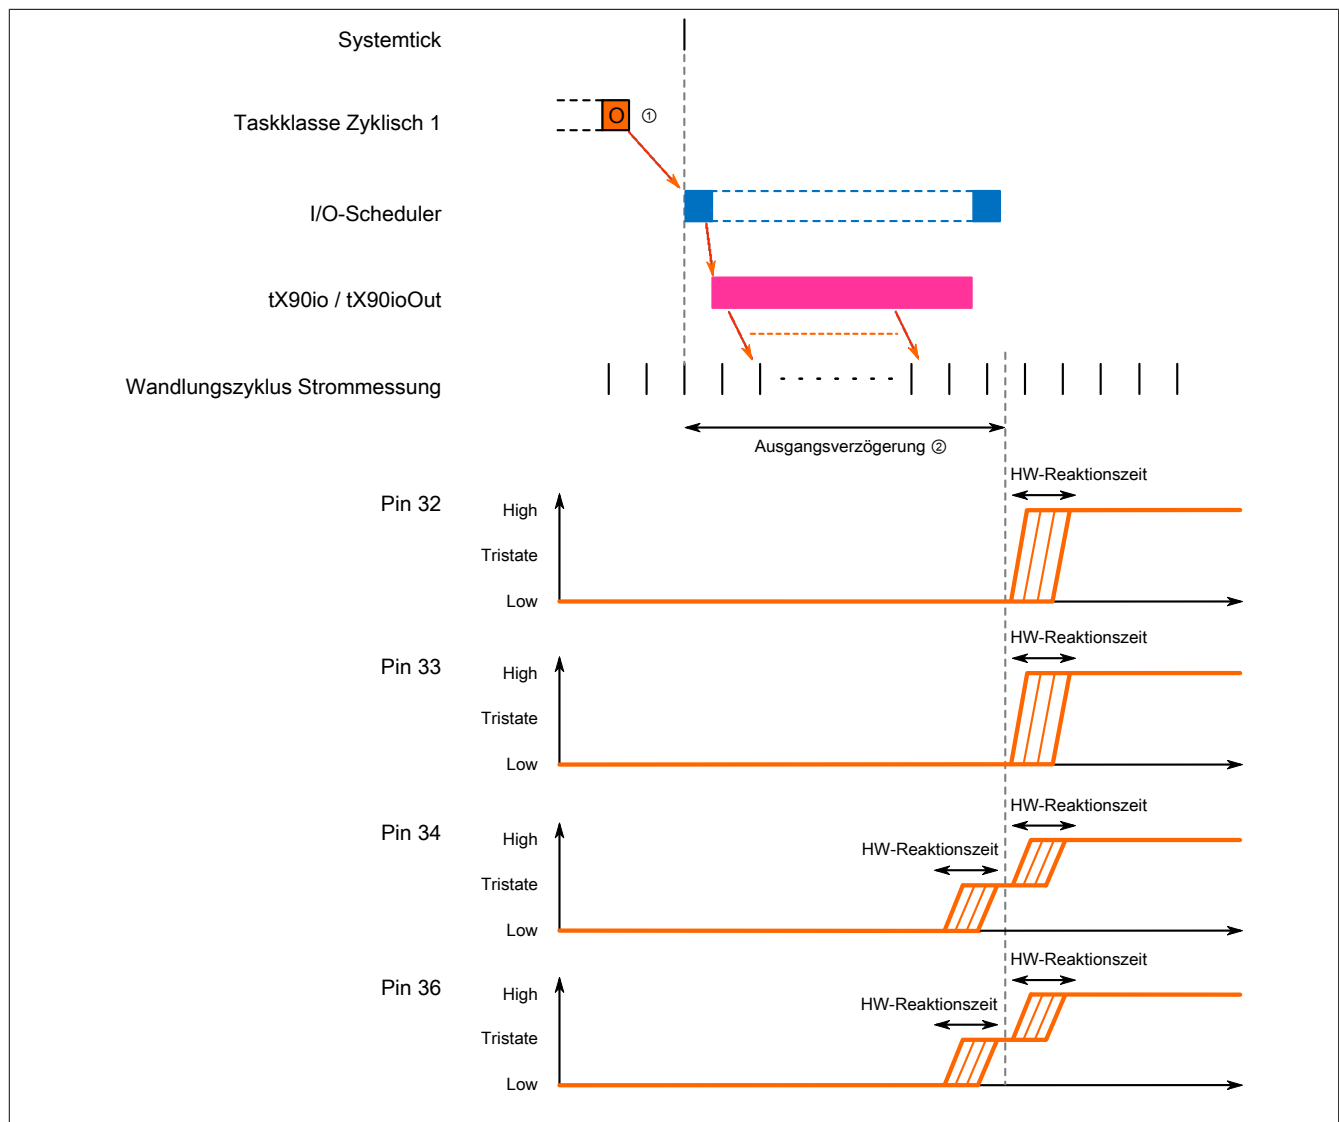 Systemtick
Taskklasse Zyklisch 1
O ①
I/O-Scheduler
tX90io / tX90ioOut
Wandlungszyklus Strommessung
Ausgangsverzögerung ②
HW-Reaktionszeit
Pin 32
High
Tristate
Low
HW-Reaktionszeit
Pin 33
High
Tristate
Low
HW-Reaktionszeit
Pin 34
High
HW-Reaktionszeit
Tristate
Low
HW-Reaktionszeit
Pin 36
High
HW-Reaktionszeit
Tristate
Low